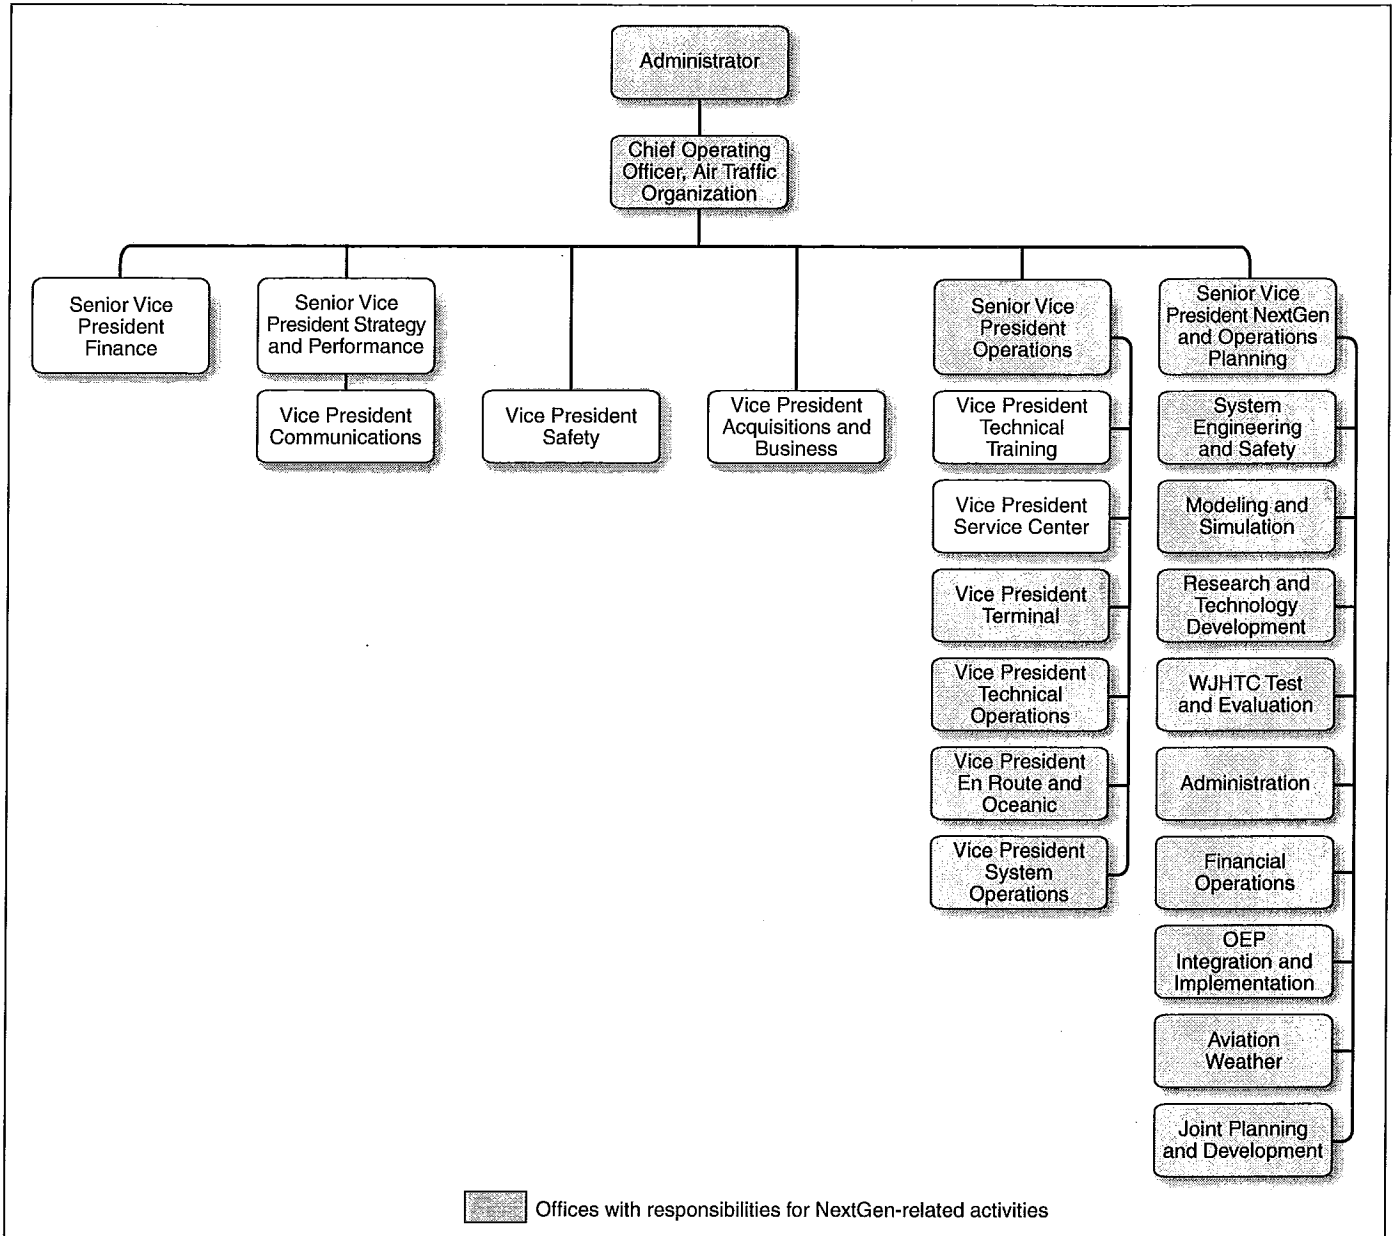 Administrator
Chief Operating
Officer, Air Traffic
Organization
Senior Vice
President
Finance
Senior Vice
President Strategy
and Performance
Vice President
Communications
Vice President
Safety
Vice President
Acquisitions and
Business
Senior Vice
President
Operations
Vice President
Technical
Training
Vice President
Service Center
Vice President
Terminal
Vice President
Technical
Operations
Vice President
En Route and
Oceanic
Vice President
System
Operations
Senior Vice
President NextGen
and Operations
Planning
System
Engineering
and Safety
Modeling and
Simulation
Research and
Technology
Development
WJHTC Test
and Evaluation
Administration
Financial
Operations
OEP
Integration and
Implementation
Aviation
Weather
Joint Planning
and Development
Offices with responsibilities for NextGen-related activities